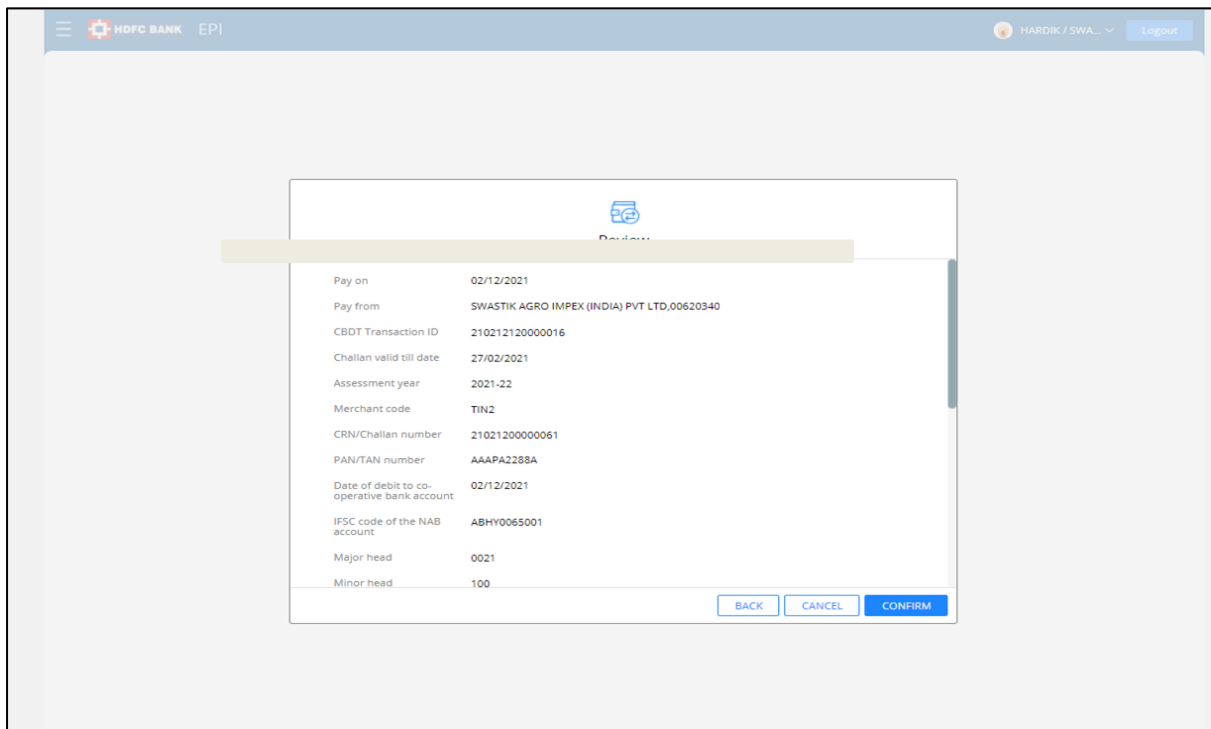 HDFC BANK EPI HARDIK / SWA... Logout
Review
Pay on 02/12/2021
Pay from SWASTIK AGRO IMPEX (INDIA) PVT LTD,00620340
CBDT Transaction ID 210212120000016
Challan valid till date 27/02/2021
Assessment year 2021-22
Merchant code TIN2
CRN/Challan number 21021200000061
PAN/TAN number AAAPA2288A
Date of debit to co- 02/12/2021
operative bank account
IFSC code of the NAB ABHY0065001
account
Major head 0021
Minor head 100
BACK CANCEL CONFIRM